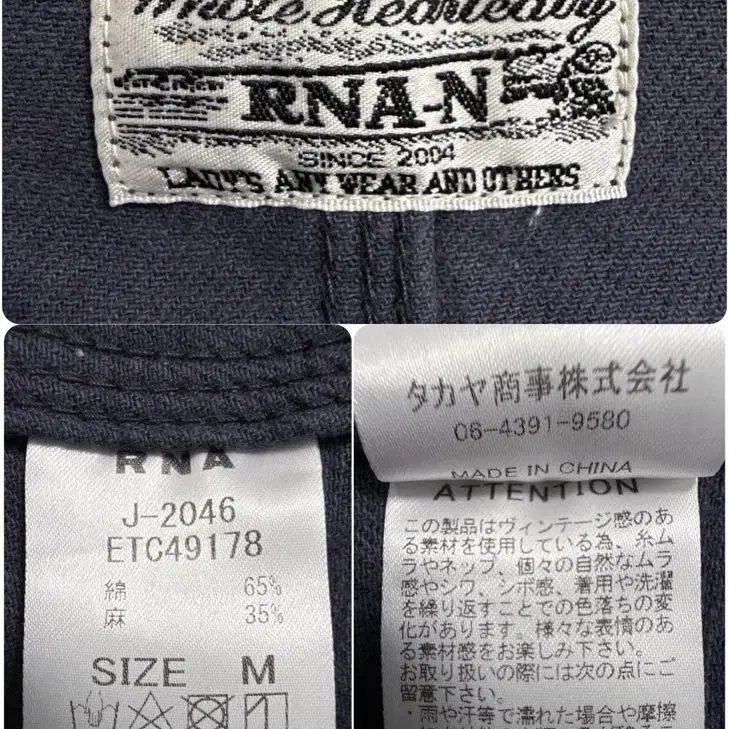 Whole Heartedly
RNA-N
SINCE 2004
LADY'S ANY WEAR AND OTHERS
RNA
J-2046
ETC49178
綿 65%
麻 35%
SIZE M
タカヤ商事株式会社
06-4391-9580
MADE IN CHINA
ATTENTION
この製品はヴィンテージ感のあ
る素材を使用している為、糸ム
ラやネップ、個々の自然なムラ
感やシワ、シボ感、着用や洗濯
を繰り返すことでの色落ちの変
化があります。様々な表情のあ
る素材感をお楽しみ下さい。
お取り扱いの際には次の点にご
留意下さい。
・雨や汗等で濡れた場合や摩擦